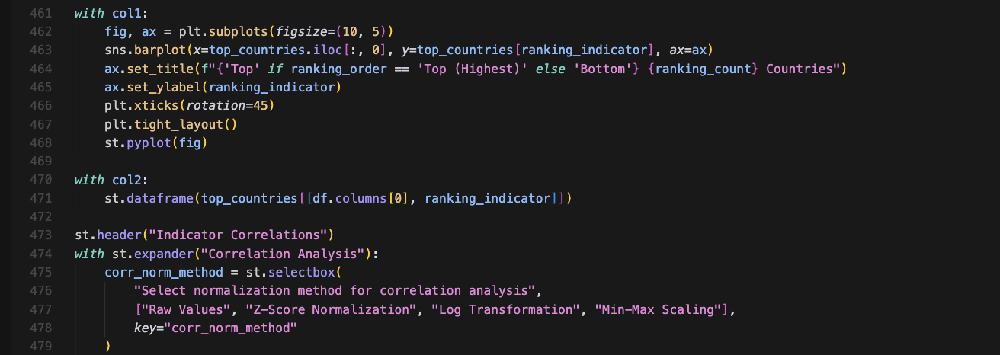 461 with col1:
462     fig, ax = plt.subplots(figsize=(10, 5))
463     sns.barplot(x=top_countries.iloc[:, 0], y=top_countries[ranking_indicator], ax=ax)
464     ax.set_title(f"{'Top' if ranking_order == 'Top (Highest)' else 'Bottom'} {ranking_count} Countries")
465     ax.set_ylabel(ranking_indicator)
466     plt.xticks(rotation=45)
467     plt.tight_layout()
468     st.pyplot(fig)
469
470 with col2:
471     st.dataframe(top_countries[[df.columns[0], ranking_indicator]])
472
473 st.header("Indicator Correlations")
474 with st.expander("Correlation Analysis"):
475     corr_norm_method = st.selectbox(
476         "Select normalization method for correlation analysis",
477         ["Raw Values", "Z-Score Normalization", "Log Transformation", "Min-Max Scaling"],
478         key="corr_norm_method"
479     )